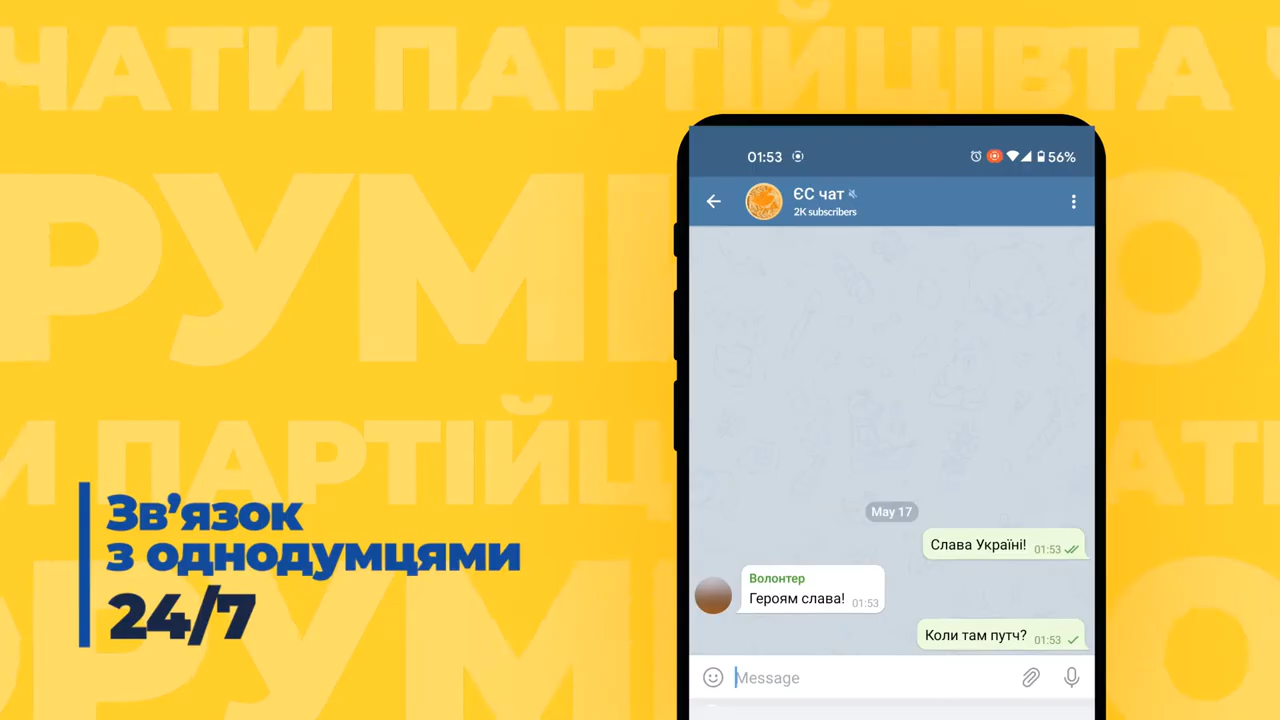 ЧАТИ ПАРТІЙЦІВТА Ч
РУМ
О
И ПАРТІЙЦ
АТИ
ОРУМ
О
Зв’язок
з однодумцями
24/7
01:53
56%
ЄС чат
2K subscribers
May 17
Слава Україні! 01:53
Волонтер
Героям слава! 01:53
Коли там путч? 01:53
Message